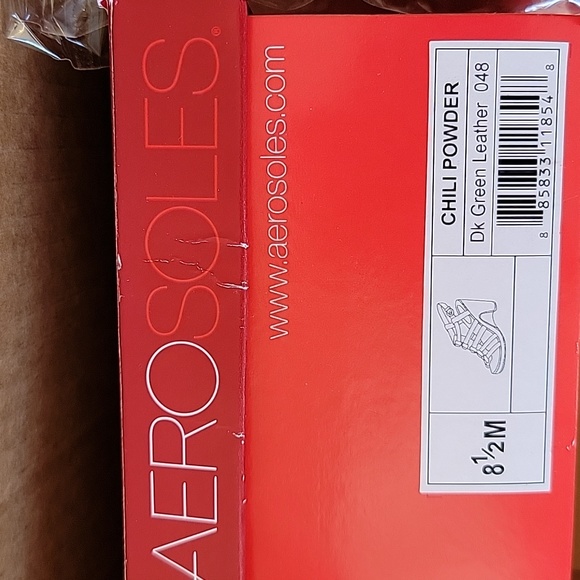 AEROSOLES®
www.aerosoles.com
CHILI POWDER
Dk Green Leather 048
8 85833 11854 8
8½M